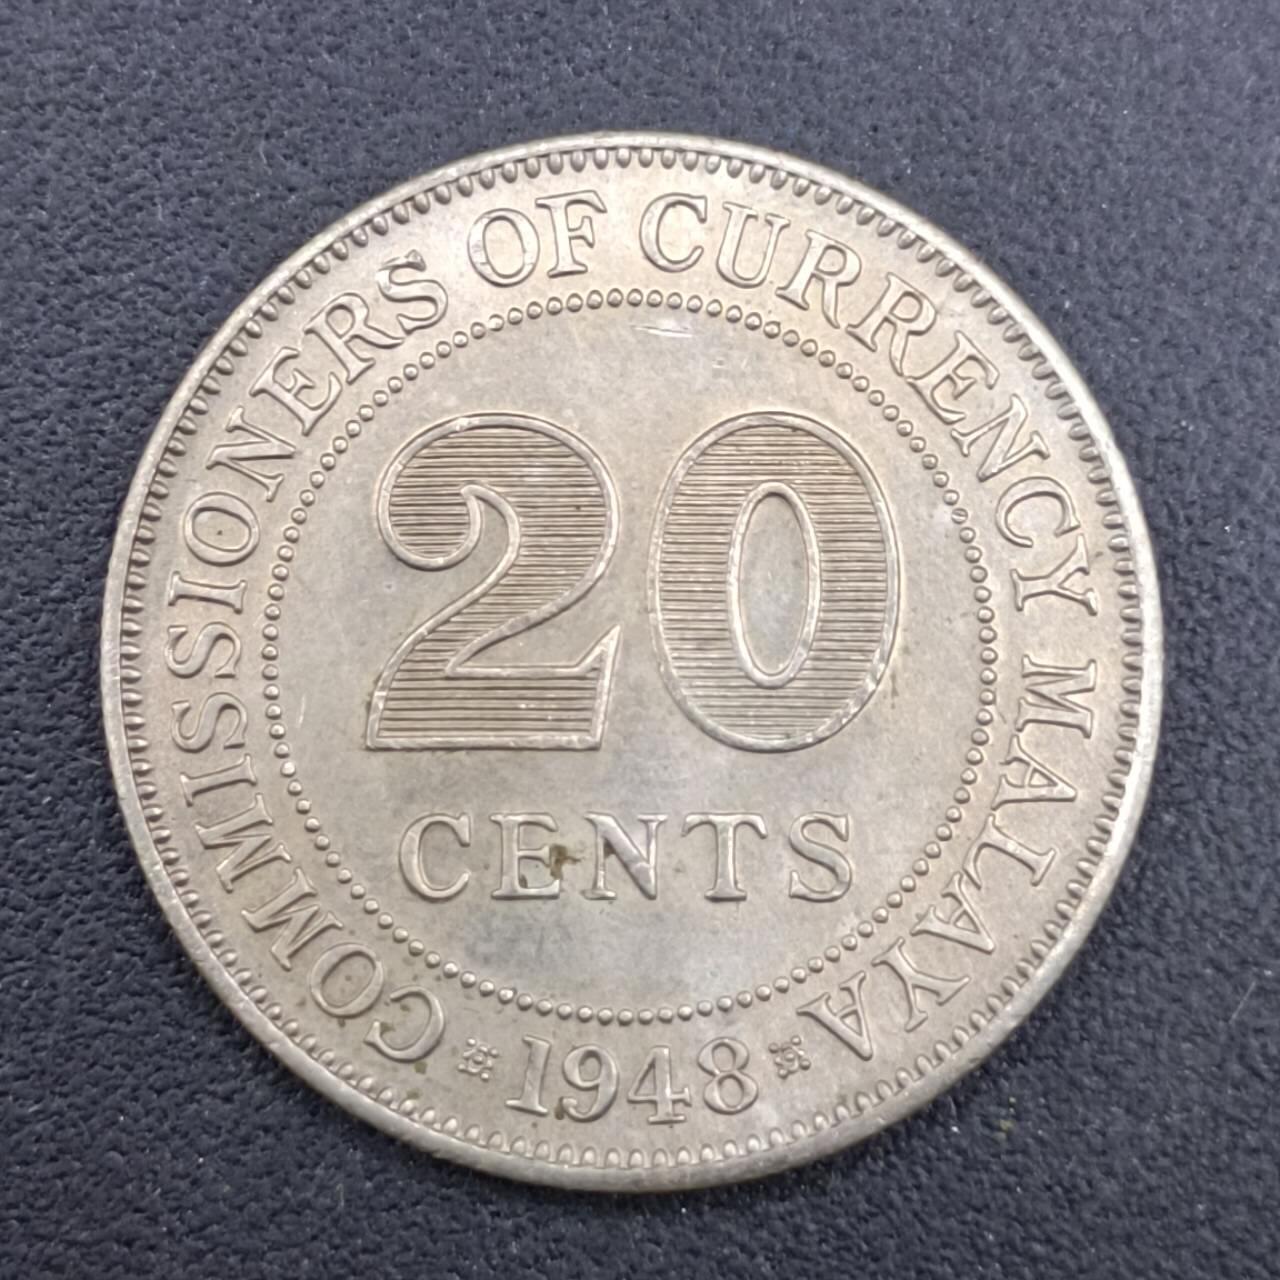 COMMISSIONERS OF CURRENCY MALAYA
20
CENTS
1948